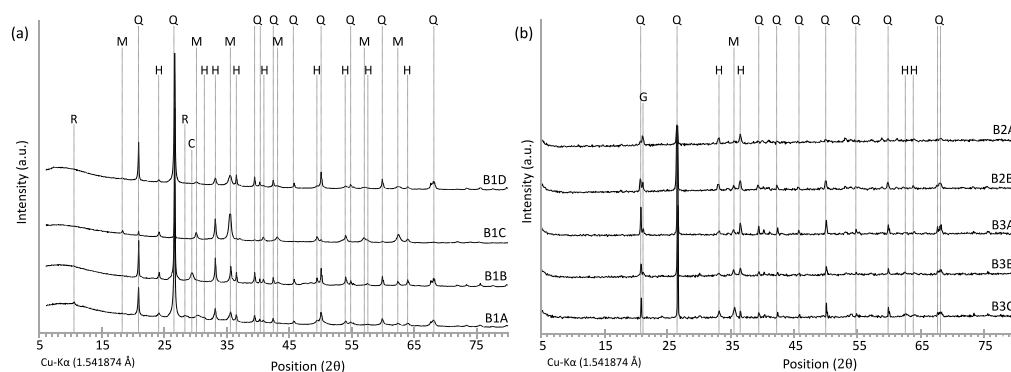 (a)
Q Q Q Q Q Q Q Q Q Q
M M M M M M
H H H H H H H H H
R R
C
Intensity (a.u.)
B1D
B1C
B1B
B1A
5 15 25 35 45 55 65 75
Cu-Kα (1.541874 Å)
Position (2θ)
(b)
Q Q Q Q Q Q Q Q Q
M
H H H H
G
Intensity (a.u.)
B2A
B2B
B3A
B3B
B3C
5 15 25 35 45 55 65 75
Cu-Kα (1.541874 Å)
Position (2θ)